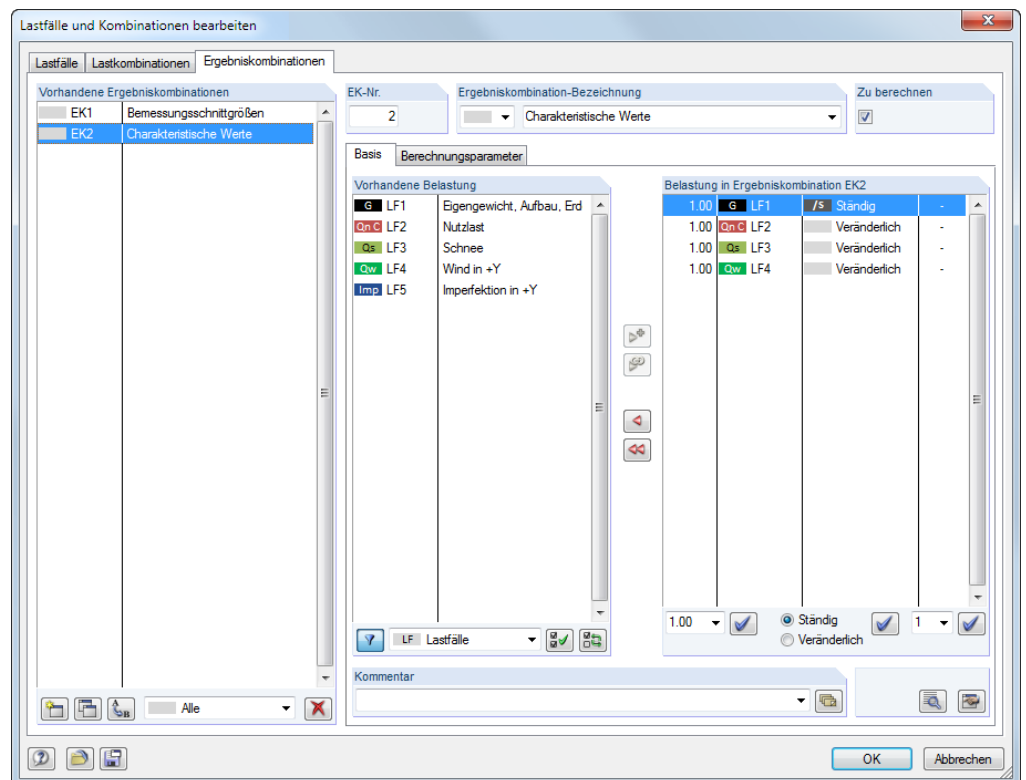 Lastfälle und Kombinationen bearbeiten
Lastfälle Lastkombinationen Ergebniskombinationen
Vorhandene Ergebniskombinationen
EK1 Bemessungsschnittgrößen
EK2 Charakteristische Werte
EK-Nr.
2
Ergebniskombination-Bezeichnung
Charakteristische Werte
Zu berechnen
Basis Berechnungsparameter
Vorhandene Belastung
G LF1 Eigengewicht, Aufbau, Erd
Qn C LF2 Nutzlast
Qs LF3 Schnee
Qw LF4 Wind in +Y
Imp LF5 Imperfektion in +Y
Belastung in Ergebniskombination EK2
1.00 G LF1 /S Ständig -
1.00 Qn C LF2 Veränderlich -
1.00 Qs LF3 Veränderlich -
1.00 Qw LF4 Veränderlich -
LF Lastfälle
1.00 Ständig 1
Veränderlich
Kommentar
Alle
OK Abbrechen